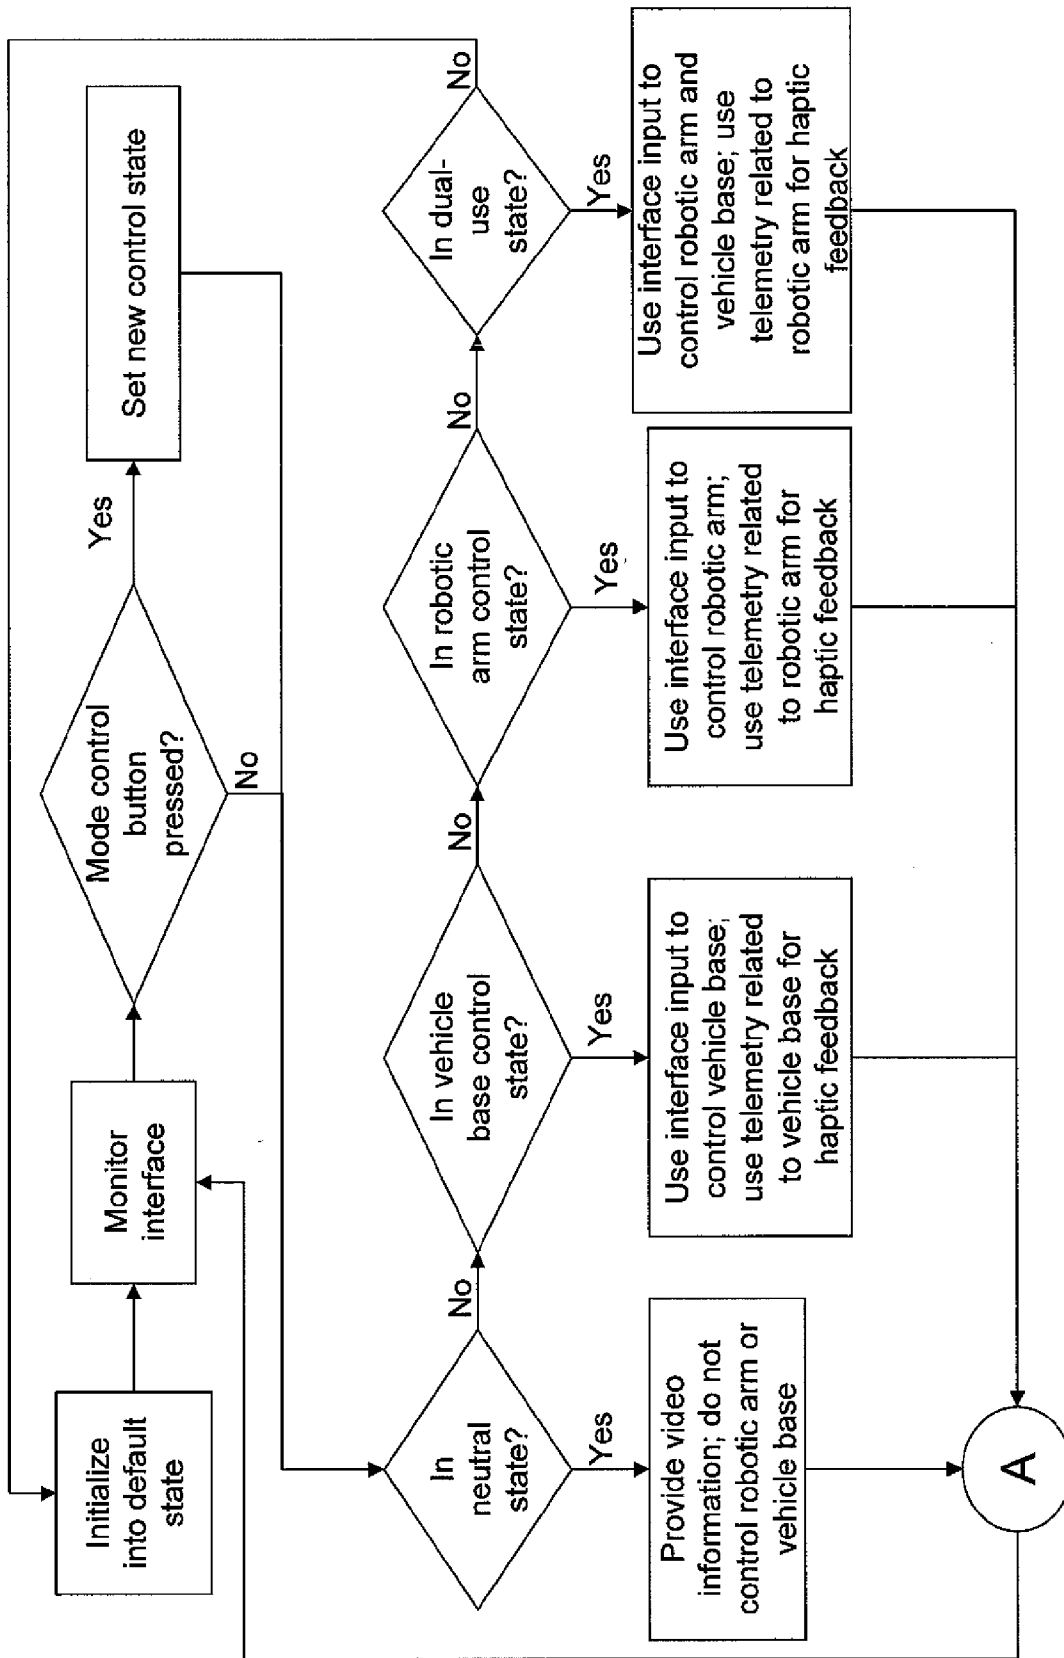 Initialize
into default
state
Monitor
interface
Mode control
button
pressed?
Yes
No
Set new control state
In
neutral
state?
No
Yes
In vehicle
base control
state?
No
Yes
In robotic
arm control
state?
No
Yes
In dual-
use
state?
No
Yes
Provide video
information; do not
control robotic arm or
vehicle base
Use interface input to
control vehicle base;
use telemetry related
to vehicle base for
haptic feedback
Use interface input to
control robotic arm;
use telemetry related
to robotic arm for
haptic feedback
Use interface input to
control robotic arm and
vehicle base; use
telemetry related to
robotic arm for haptic
feedback
A